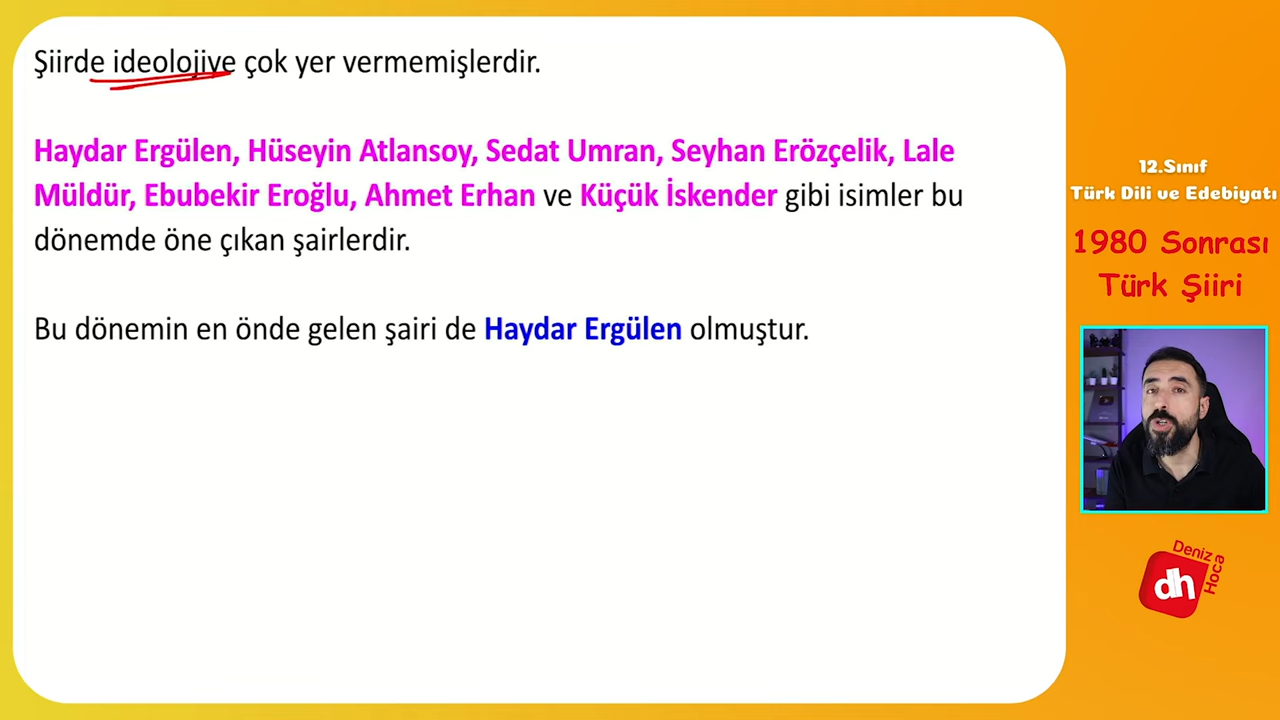 Şiirde ideolojiye çok yer vermemişlerdir.
Haydar Ergülen, Hüseyin Atlansoy, Sedat Umran, Seyhan Erözçelik, Lale
Müldür, Ebubekir Eroğlu, Ahmet Erhan ve Küçük İskender gibi isimler bu
dönemde öne çıkan şairlerdir.
Bu dönemin en önde gelen şairi de Haydar Ergülen olmuştur.
12.Sınıf
Türk Dili ve Edebiyatı
1980 Sonrası
Türk Şiiri
Deniz
Hoca
dh